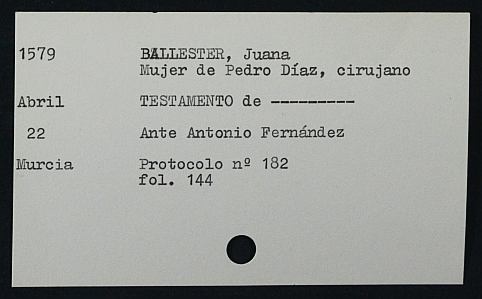 1579 BALLESTER, Juana
Mujer de Pedro Díaz, cirujano
Abril TESTAMENTO de ---------
22 Ante Antonio Fernández
Murcia Protocolo nº 182
fol. 144